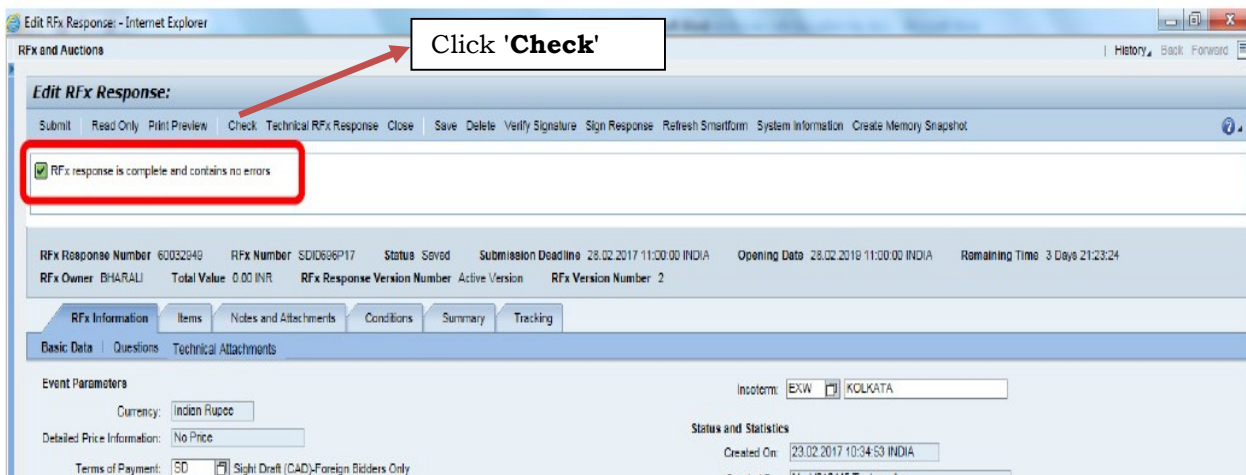 Edit RFx Response: - Internet Explorer
RFx and Auctions
History Back Forward
Click 'Check'
Edit RFx Response:
Submit Read Only Print Preview Check Technical RFx Response Close Save Delete Verify Signature Sign Response Refresh Smartform System Information Create Memory Snapshot
RFx response is complete and contains no errors
RFx Response Number 60032949 RFx Number SDID696P17 Status Saved Submission Deadline 28.02.2017 11:00:00 INDIA Opening Date 28.02.2019 11:00:00 INDIA Remaining Time 3 Days 21:23:24
RFx Owner BHARALI Total Value 0.00 INR RFx Response Version Number Active Version RFx Version Number 2
RFx Information Items Notes and Attachments Conditions Summary Tracking
Basic Data Questions Technical Attachments
Event Parameters
Incoterm: EXW KOLKATA
Currency: Indian Rupee
Status and Statistics
Detailed Price Information: No Price
Created On: 23.02.2017 10:34:53 INDIA
Terms of Payment: SD Sight Draft (CAD)-Foreign Bidders Only